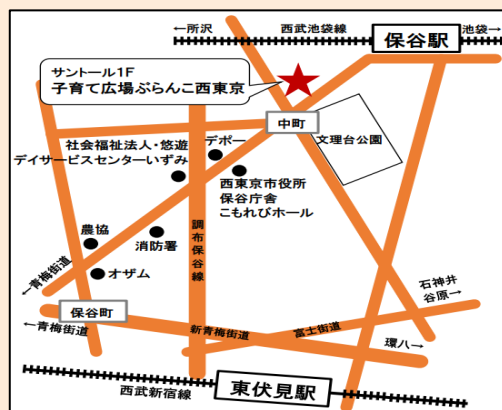 ←所沢
西武池袋線
保谷駅
池袋→
サントール1F
子育て広場ぶらんこ西東京
中町
文理台公園
社会福祉法人・悠遊
デイサービスセンターいずみ
デポー
西東京市役所
保谷庁舎
こもれびホール
農協
消防署
調布保谷線
オザム
←青梅街道
保谷町
←青梅街道
新青梅街道
富士街道
石神井
谷原→
環八→
西武新宿線
東伏見駅